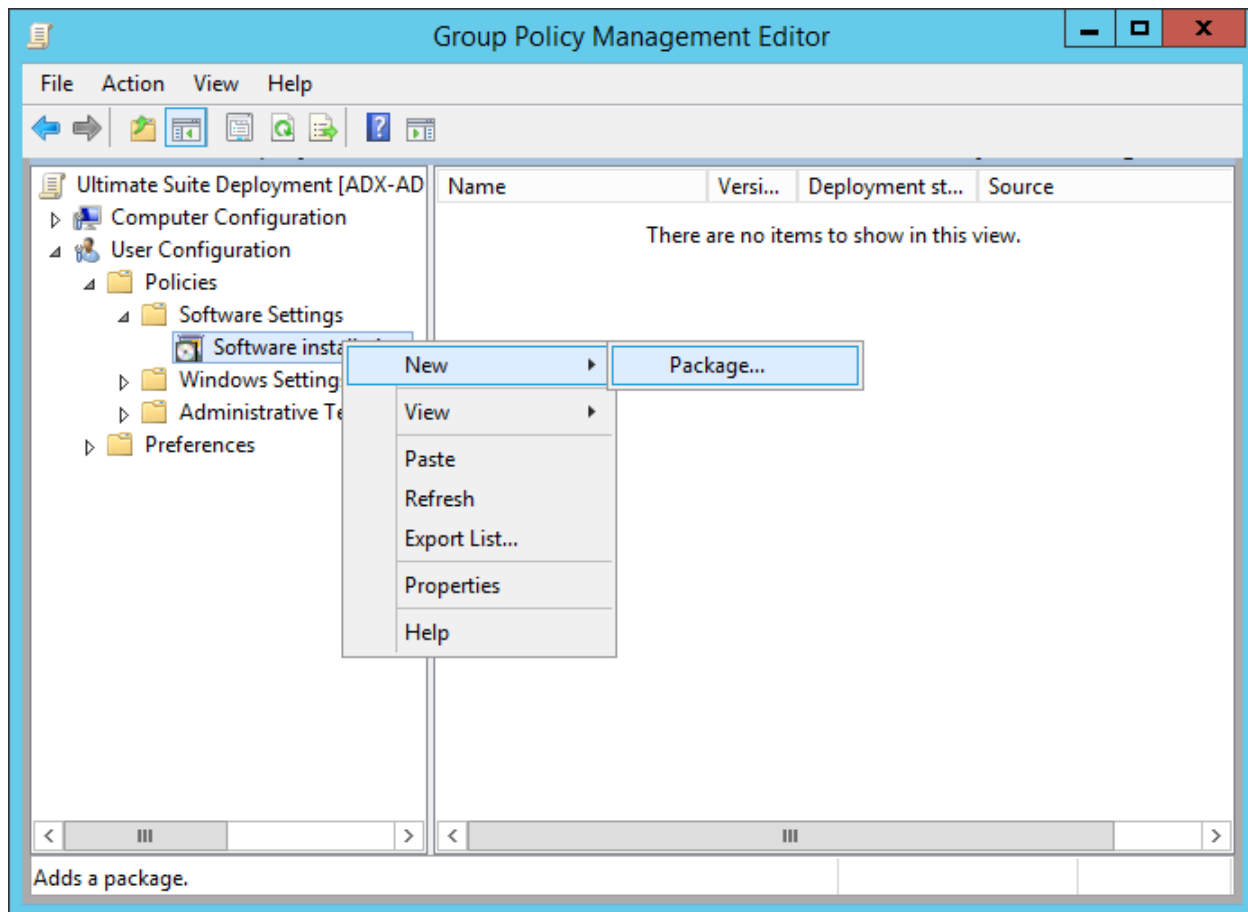 Group Policy Management Editor
File Action View Help
Ultimate Suite Deployment [ADX-AD
Name Versi... Deployment st... Source
Computer Configuration
There are no items to show in this view.
User Configuration
Policies
Software Settings
Software insta
New
Package...
Windows Setting
View
Administrative Te
Preferences
Paste
Refresh
Export List...
Properties
Help
Adds a package.